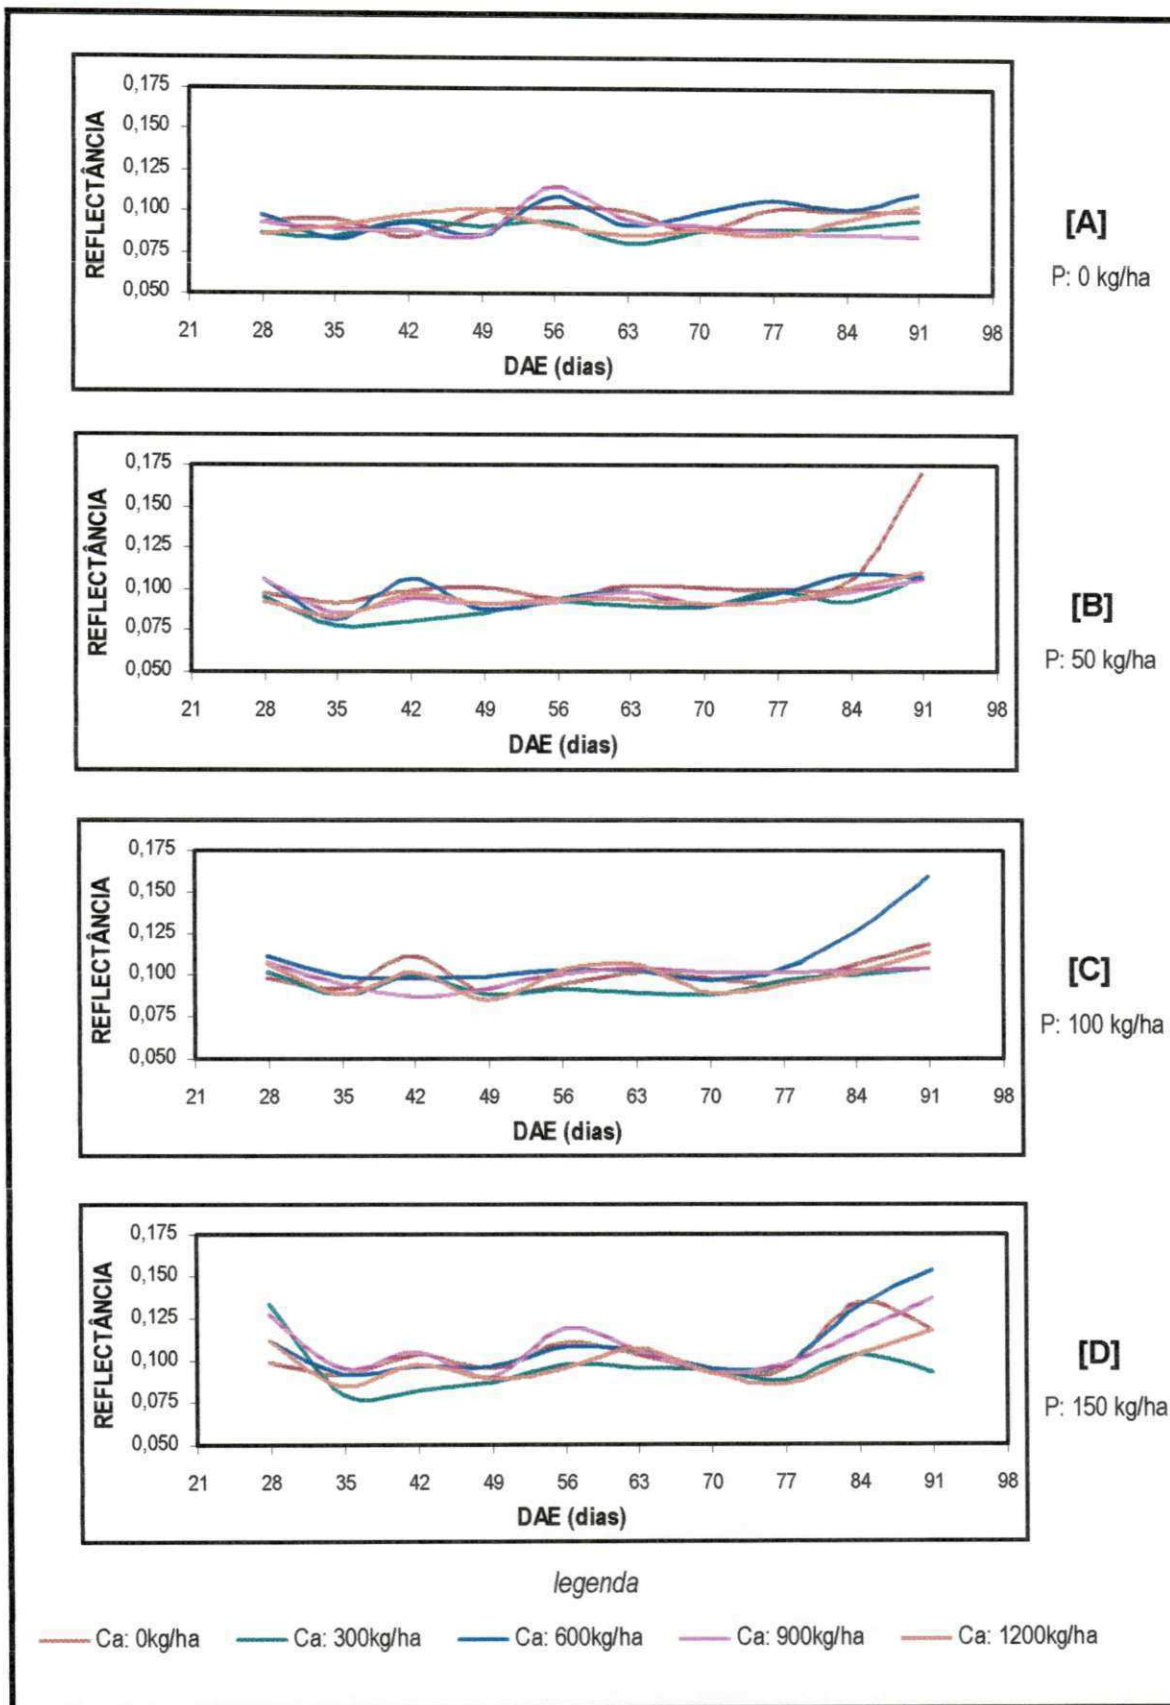 0,175
0,150
0,125
0,100
0,075
0,050
REFLECTÂNCIA
21 28 35 42 49 56 63 70 77 84 91 98
DAE (dias)
[A]
P: 0 kg/ha
0,175
0,150
0,125
0,100
0,075
0,050
REFLECTÂNCIA
21 28 35 42 49 56 63 70 77 84 91 98
DAE (dias)
[B]
P: 50 kg/ha
0,175
0,150
0,125
0,100
0,075
0,050
REFLECTÂNCIA
21 28 35 42 49 56 63 70 77 84 91 98
DAE (dias)
[C]
P: 100 kg/ha
0,175
0,150
0,125
0,100
0,075
0,050
REFLECTÂNCIA
21 28 35 42 49 56 63 70 77 84 91 98
DAE (dias)
[D]
P: 150 kg/ha
legenda
Ca: 0kg/ha Ca: 300kg/ha Ca: 600kg/ha Ca: 900kg/ha Ca: 1200kg/ha